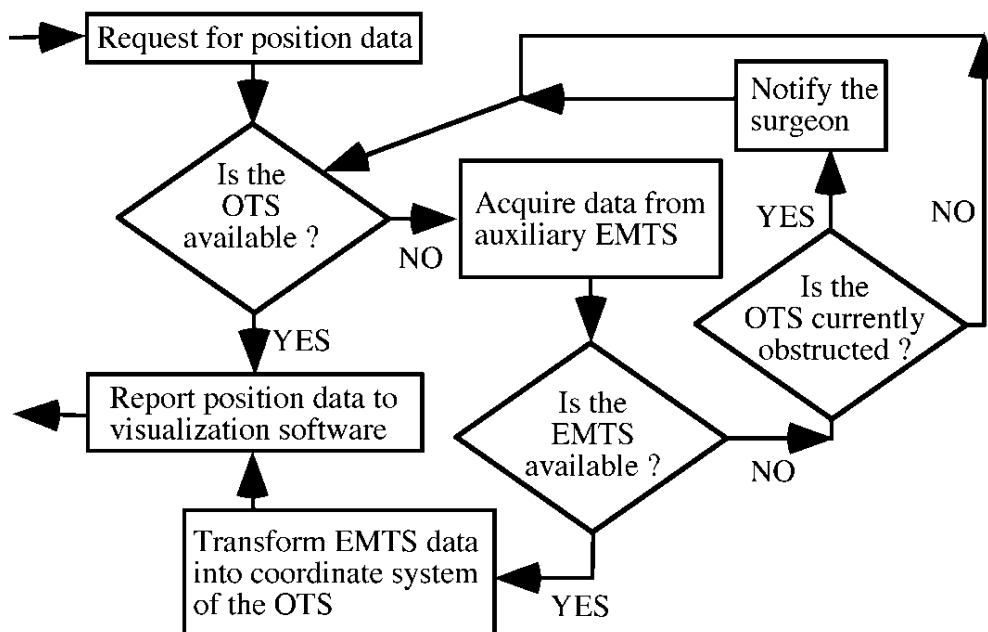 Request for position data
Is the
OTS
available ?
NO
YES
Acquire data from
auxiliary EMTS
Notify the
surgeon
YES
NO
Is the
OTS currently
obstructed ?
Is the
EMTS
available ?
NO
YES
Report position data to
visualization software
Transform EMTS data
into coordinate system
of the OTS